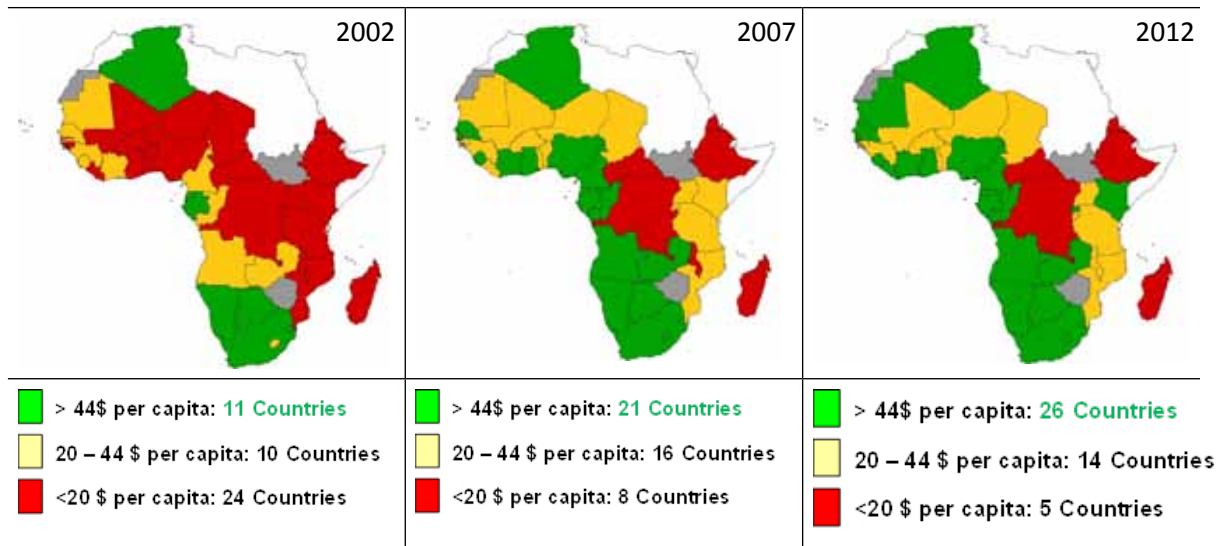 2002
2007
2012
> 44$ per capita: 11 Countries
20 – 44 $ per capita: 10 Countries
<20 $ per capita: 24 Countries
> 44$ per capita: 21 Countries
20 – 44 $ per capita: 16 Countries
<20 $ per capita: 8 Countries
> 44$ per capita: 26 Countries
20 – 44 $ per capita: 14 Countries
<20 $ per capita: 5 Countries